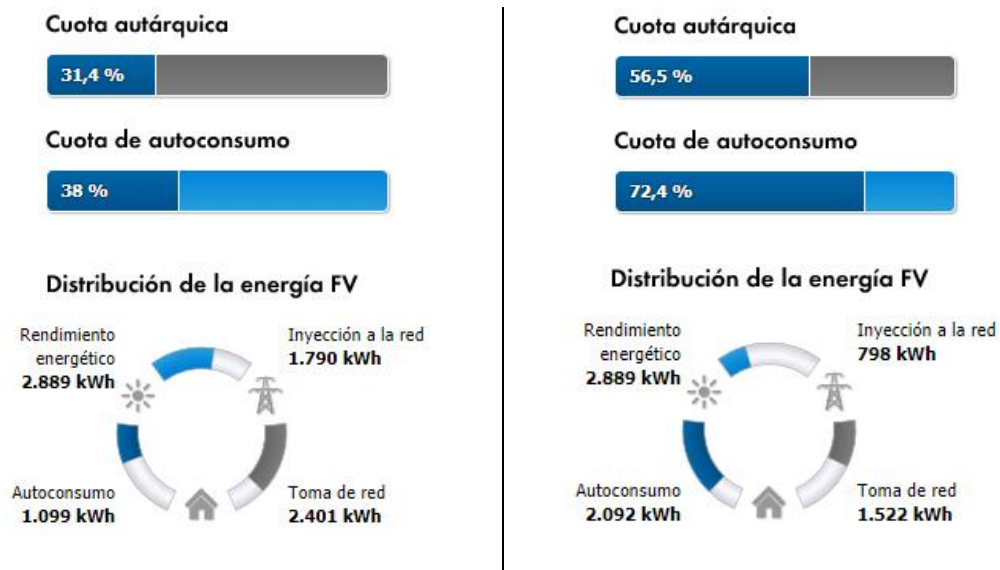 Cuota autárquica
31,4 %
Cuota de autoconsumo
38 %
Distribución de la energía FV
Rendimiento
energético
2.889 kWh
Inyección a la red
1.790 kWh
Autoconsumo
1.099 kWh
Toma de red
2.401 kWh
Cuota autárquica
56,5 %
Cuota de autoconsumo
72,4 %
Distribución de la energía FV
Rendimiento
energético
2.889 kWh
Inyección a la red
798 kWh
Autoconsumo
2.092 kWh
Toma de red
1.522 kWh